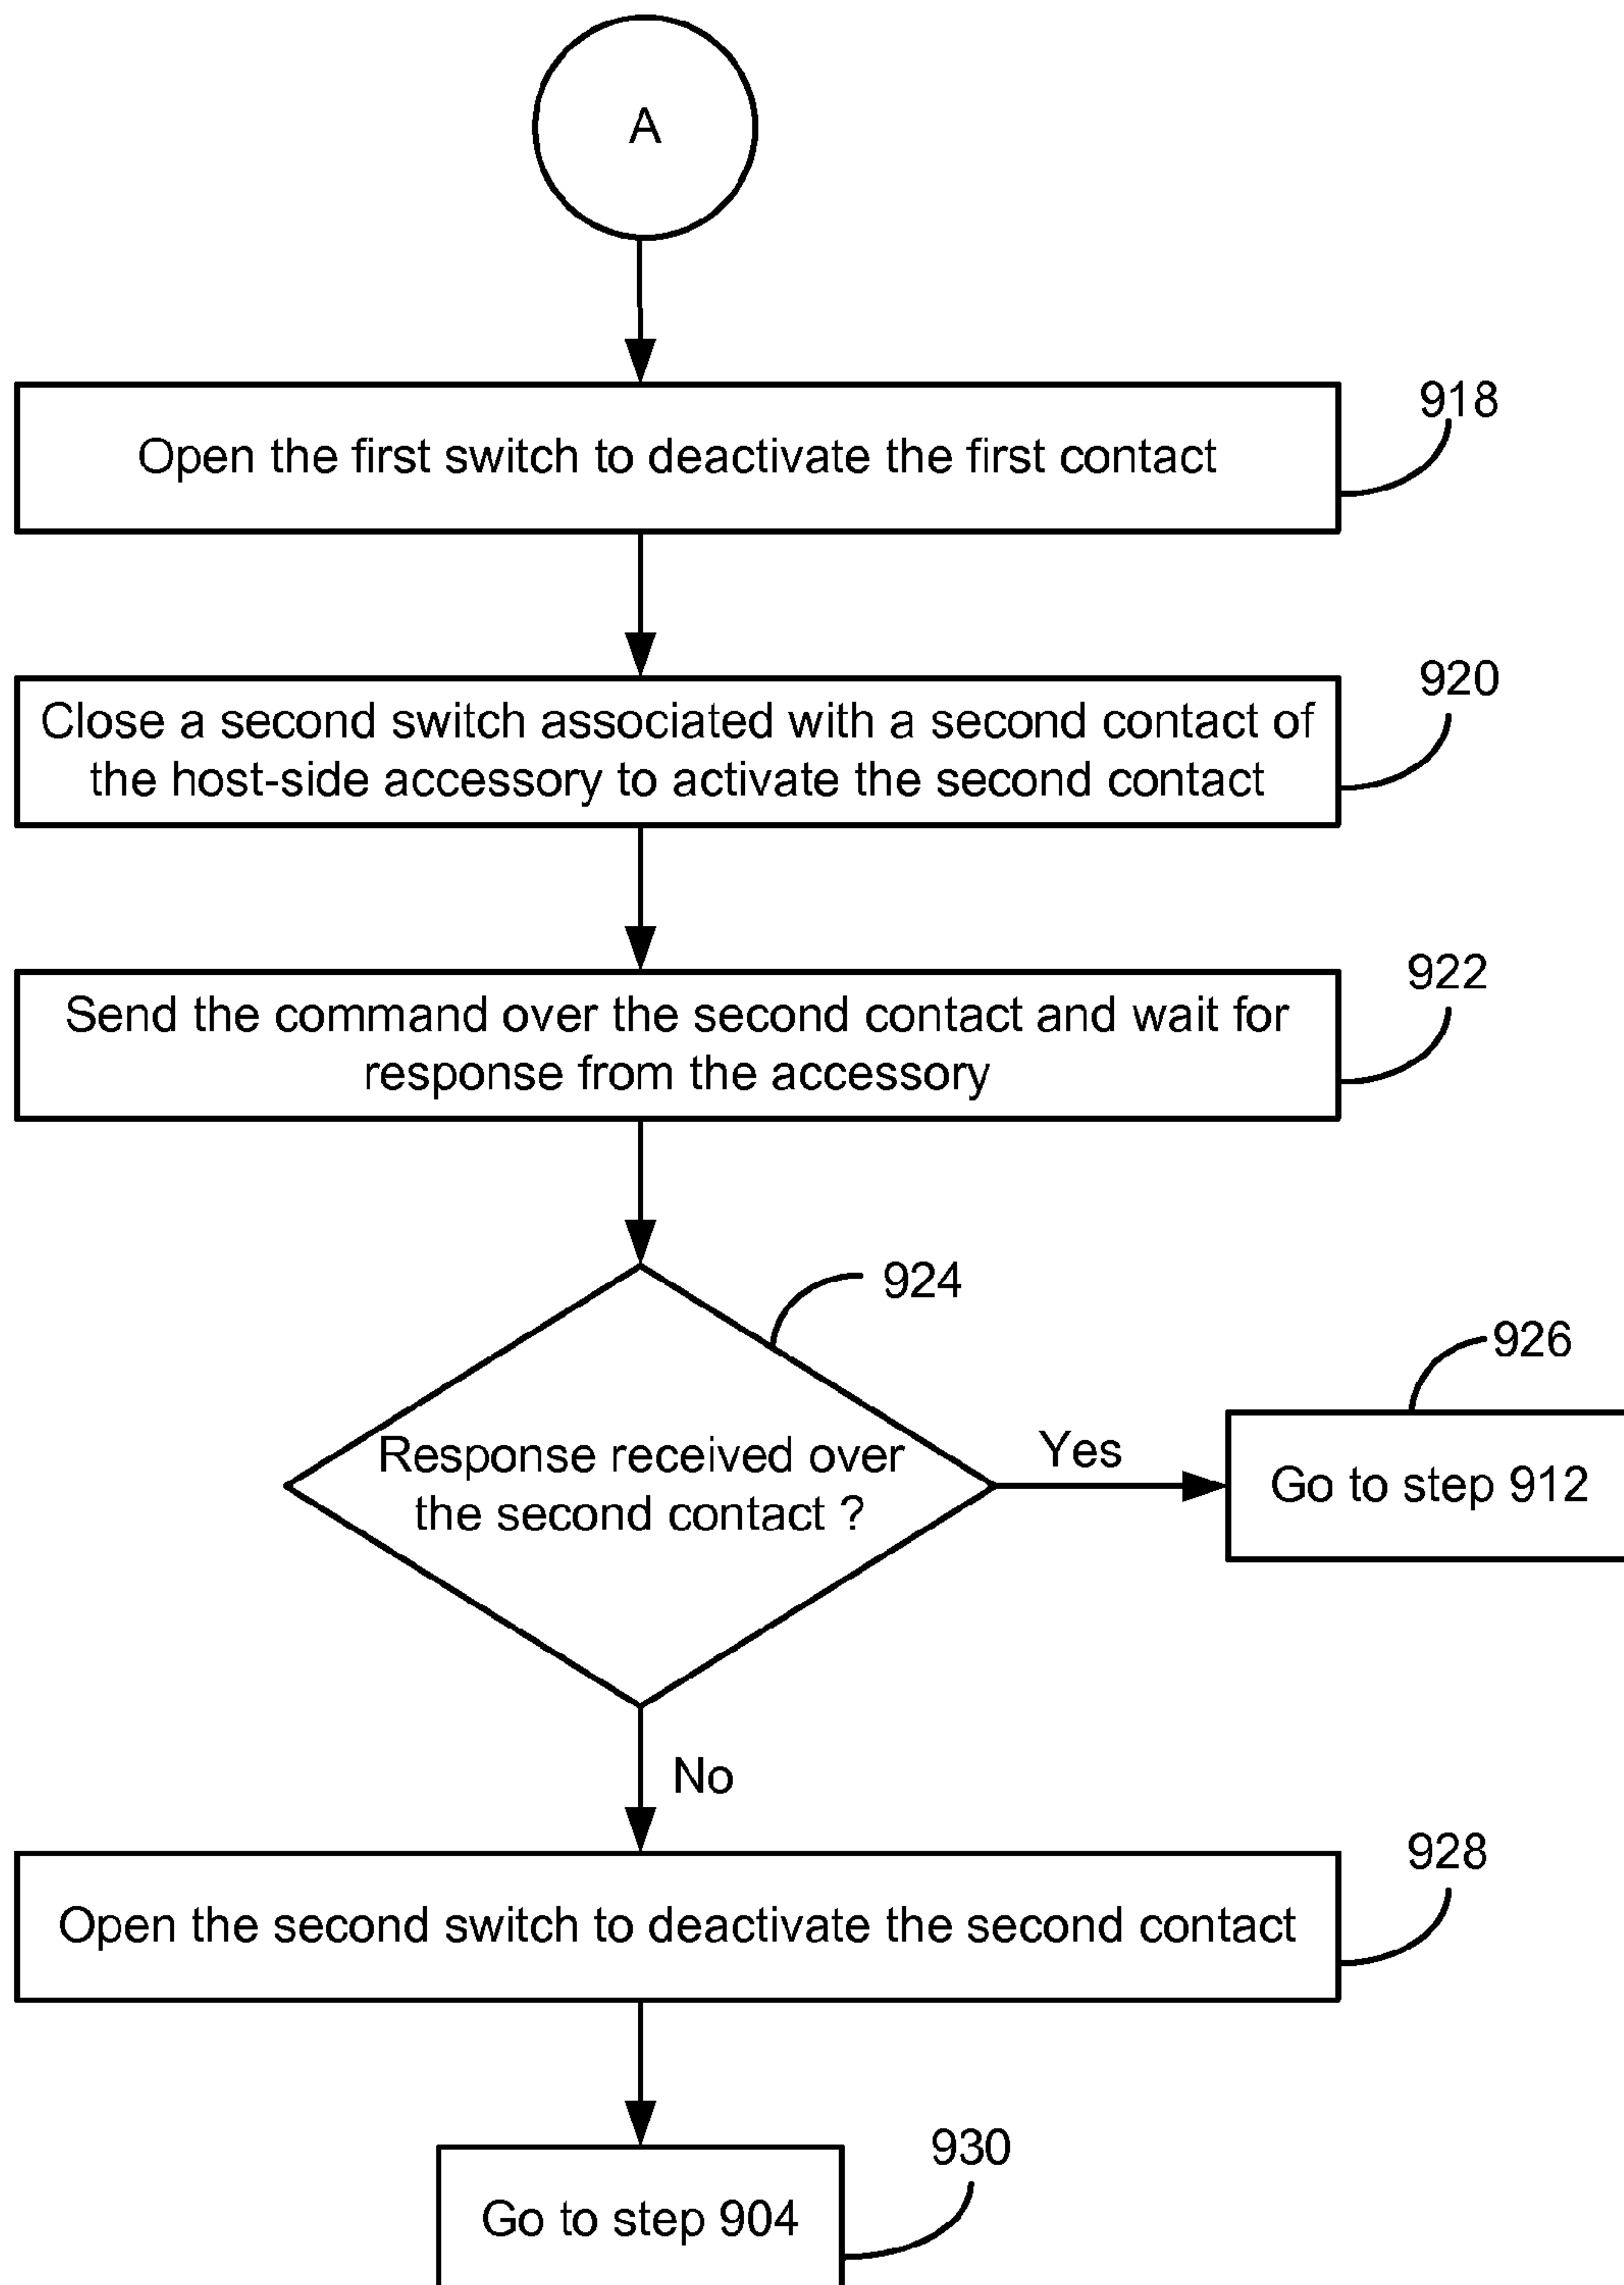 A
918
Open the first switch to deactivate the first contact
920
Close a second switch associated with a second contact of
the host-side accessory to activate the second contact
922
Send the command over the second contact and wait for
response from the accessory
924
926
Response received over
the second contact ?
Yes
Go to step 912
No
928
Open the second switch to deactivate the second contact
930
Go to step 904